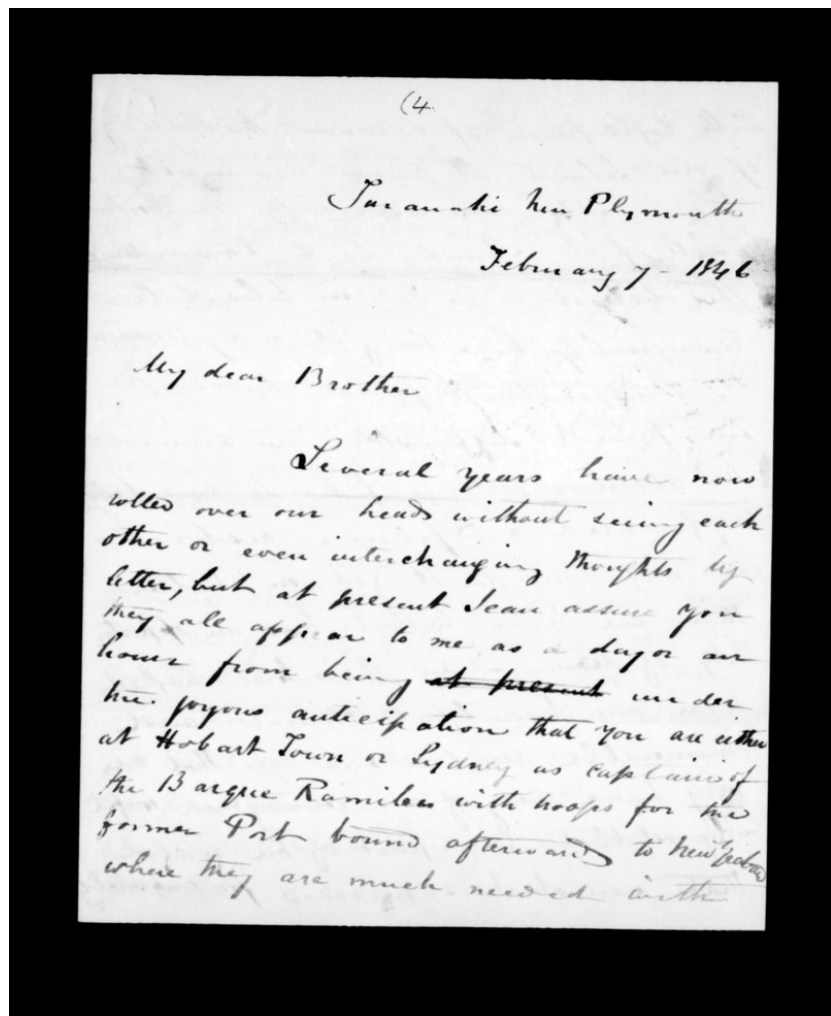 (4
Taranaki New Plymouth
February 7 - 1846
My dear Brother
Several years have now
rolled over our heads without seeing each
other or even interchanging thoughts by
letter, but at present I can assure you
they all appear to me as a day or an
hour from being at present under
the joyous anticipation that you are either
at Hobart Town or Sydney as captain of
the Barque Ramilies with troops for the
former Port bound afterwards to New Zealand
where they are much needed in the